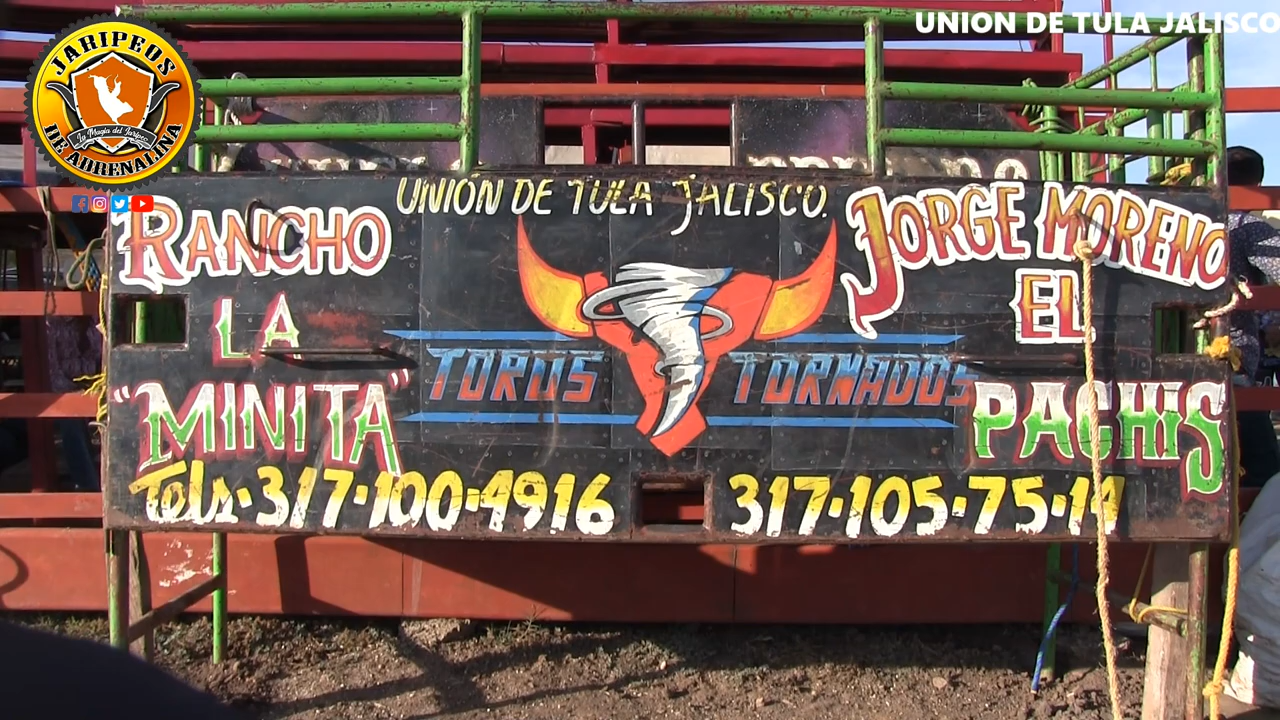 UNION DE TULA JALISCO
JARIPEOS
La Magia del Jaripeo
DE ADRENALINA
UNIÓN DE TULA JALISCO.
RANCHO
LA
"MINITA"
TOROS TORNADOS
JORGE MORENO
EL
PACHIS
Tels. 317-100-4916
317-105-75-14